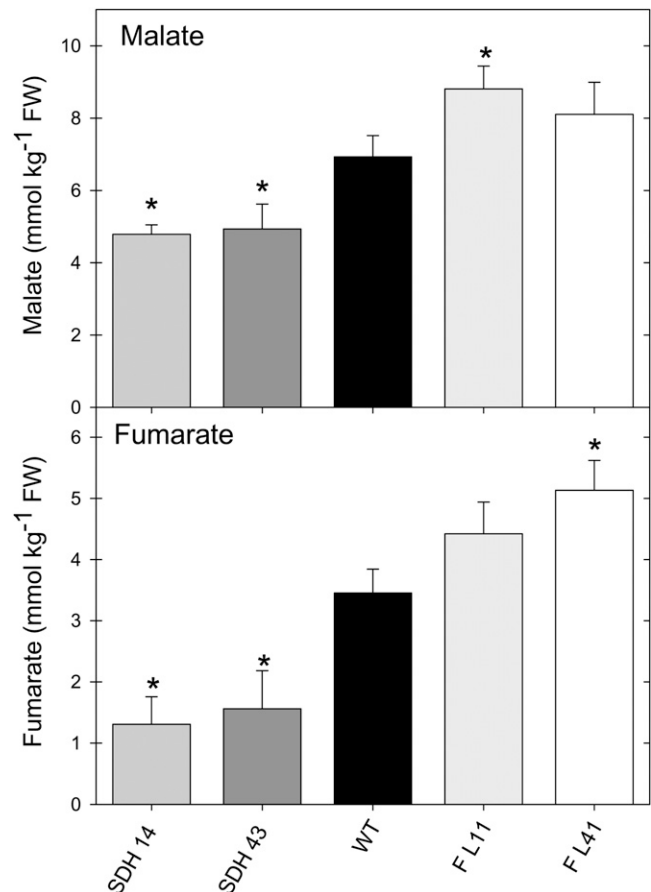 Malate
Malate (mmol kg⁻¹ FW)
10
8
6
4
2
0
*
*
*
Fumarate
Fumarate (mmol kg⁻¹ FW)
6
5
4
3
2
1
0
*
*
*
SDH 14
SDH 43
WT
F L11
F L41